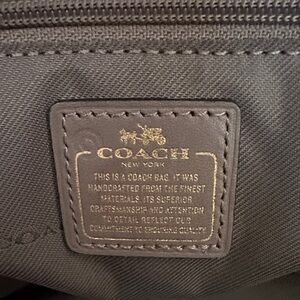 COACH
NEW YORK
THIS IS A COACH BAG. IT WAS
HANDCRAFTED FROM THE FINEST
MATERIALS. ITS SUPERIOR
CRAFTSMANSHIP AND ATTENTION
TO DETAIL REFLECT OUR
COMMITMENT TO ENDURING QUALITY.
COA